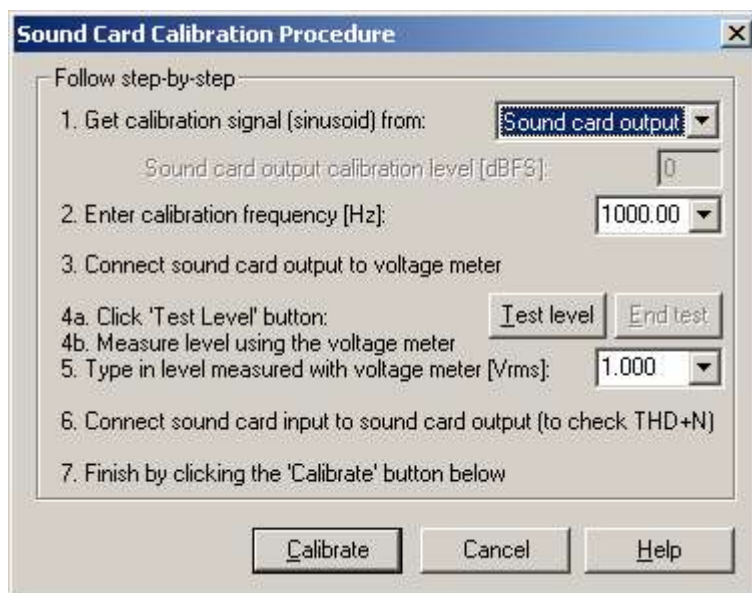 Sound Card Calibration Procedure
Follow step-by-step
1. Get calibration signal (sinusoid) from: Sound card output
Sound card output calibration level [dBFS]: 0
2. Enter calibration frequency [Hz]: 1000.00
3. Connect sound card output to voltage meter
4a. Click 'Test Level' button: Test level End test
4b. Measure level using the voltage meter
5. Type in level measured with voltage meter [Vrms]: 1.000
6. Connect sound card input to sound card output (to check THD+N)
7. Finish by clicking the 'Calibrate' button below
Calibrate Cancel Help